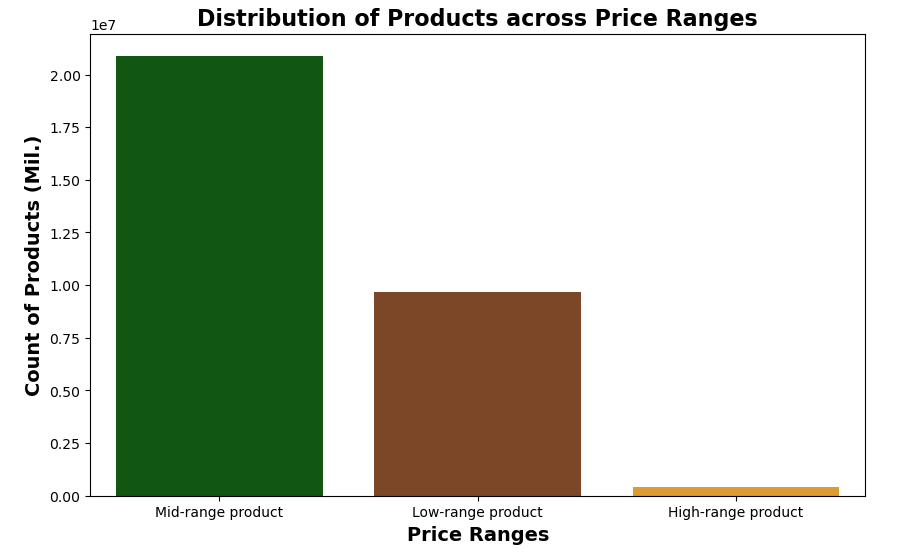 Distribution of Products across Price Ranges
1e7
2.00
1.75
1.50
1.25
1.00
0.75
0.50
0.25
0.00
Count of Products (Mil.)
Mid-range product Low-range product High-range product
Price Ranges